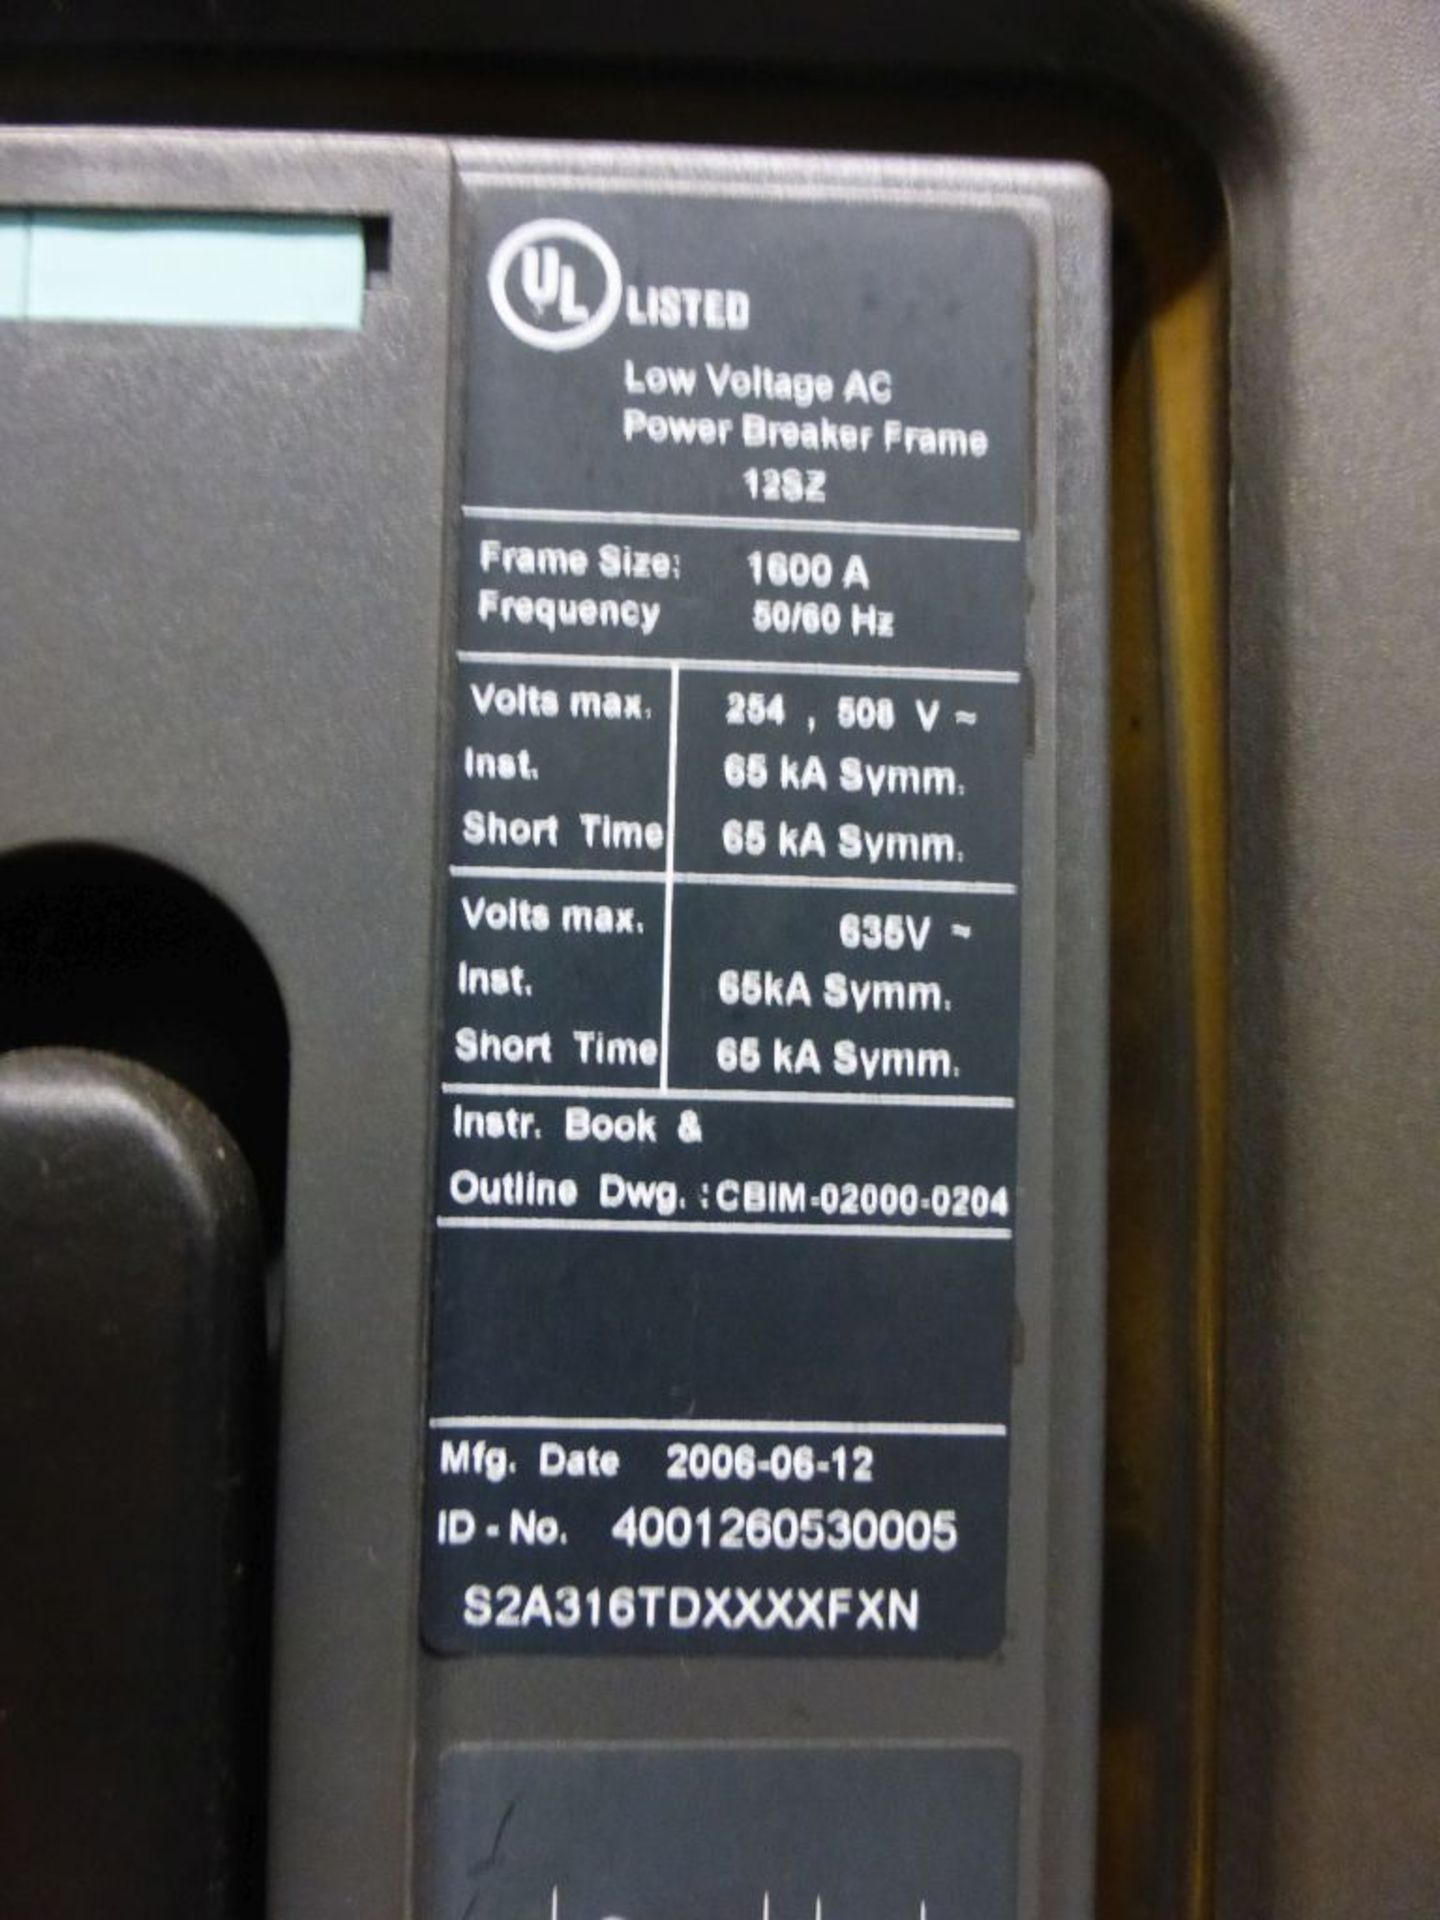 UL LISTED
Low Voltage AC
Power Breaker Frame
12SZ
Frame Size: 1600 A
Frequency 50/60 Hz
Volts max. 254 , 508 V ~
Inst. 65 kA Symm.
Short Time 65 kA Symm.
Volts max. 635V ~
Inst. 65kA Symm.
Short Time 65 kA Symm.
Instr. Book &
Outline Dwg. :CBIM-02000-0204
Mfg. Date 2006-06-12
ID - No. 4001260530005
S2A316TDXXXXFXN